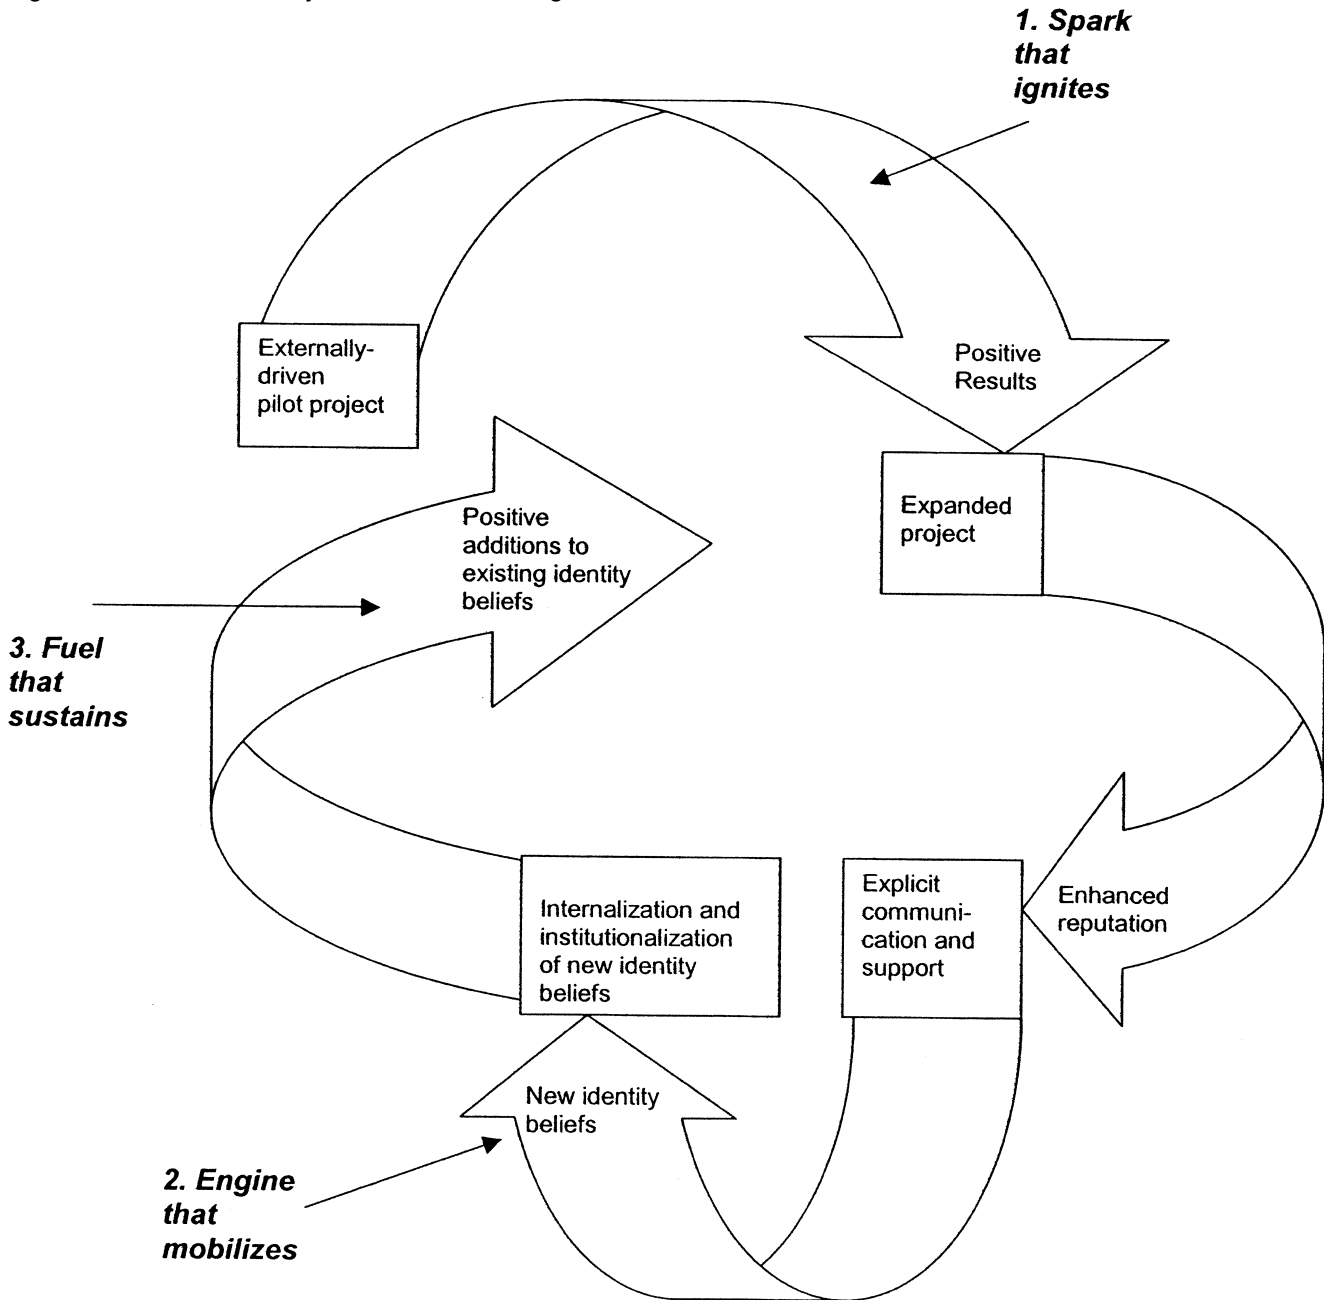 1. Spark
that
ignites
Externally-
driven
pilot project
Positive
Results
Expanded
project
Positive
additions to
existing identity
beliefs
3. Fuel
that
sustains
Enhanced
reputation
Explicit
communi-
cation and
support
Internalization and
institutionalization
of new identity
beliefs
New identity
beliefs
2. Engine
that
mobilizes